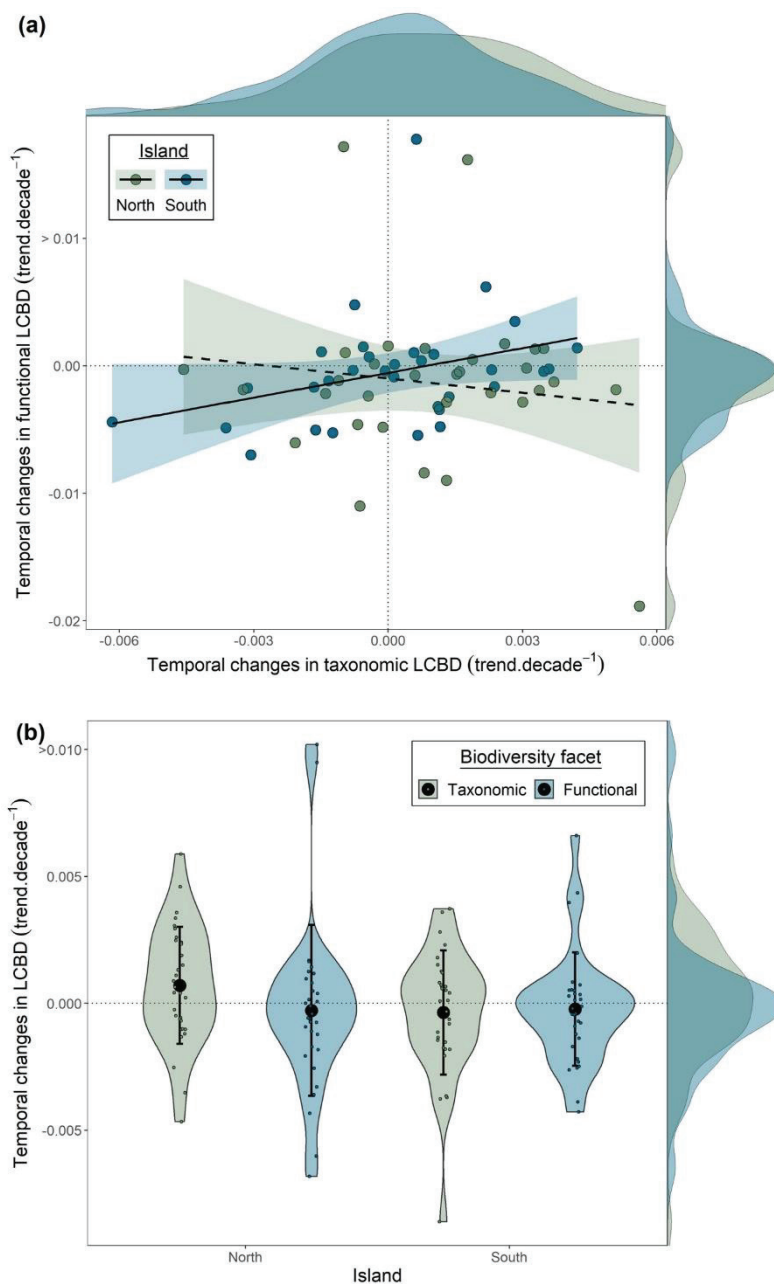 (a)
Temporal changes in functional LCBD (trend.decade⁻¹)
Island
North South
> 0.01
0.00
-0.01
-0.02
-0.006 -0.003 0.000 0.003 0.006
Temporal changes in taxonomic LCBD (trend.decade⁻¹)
(b)
Temporal changes in LCBD (trend.decade⁻¹)
Biodiversity facet
Taxonomic Functional
>0.010
0.005
0.000
-0.005
North South
Island